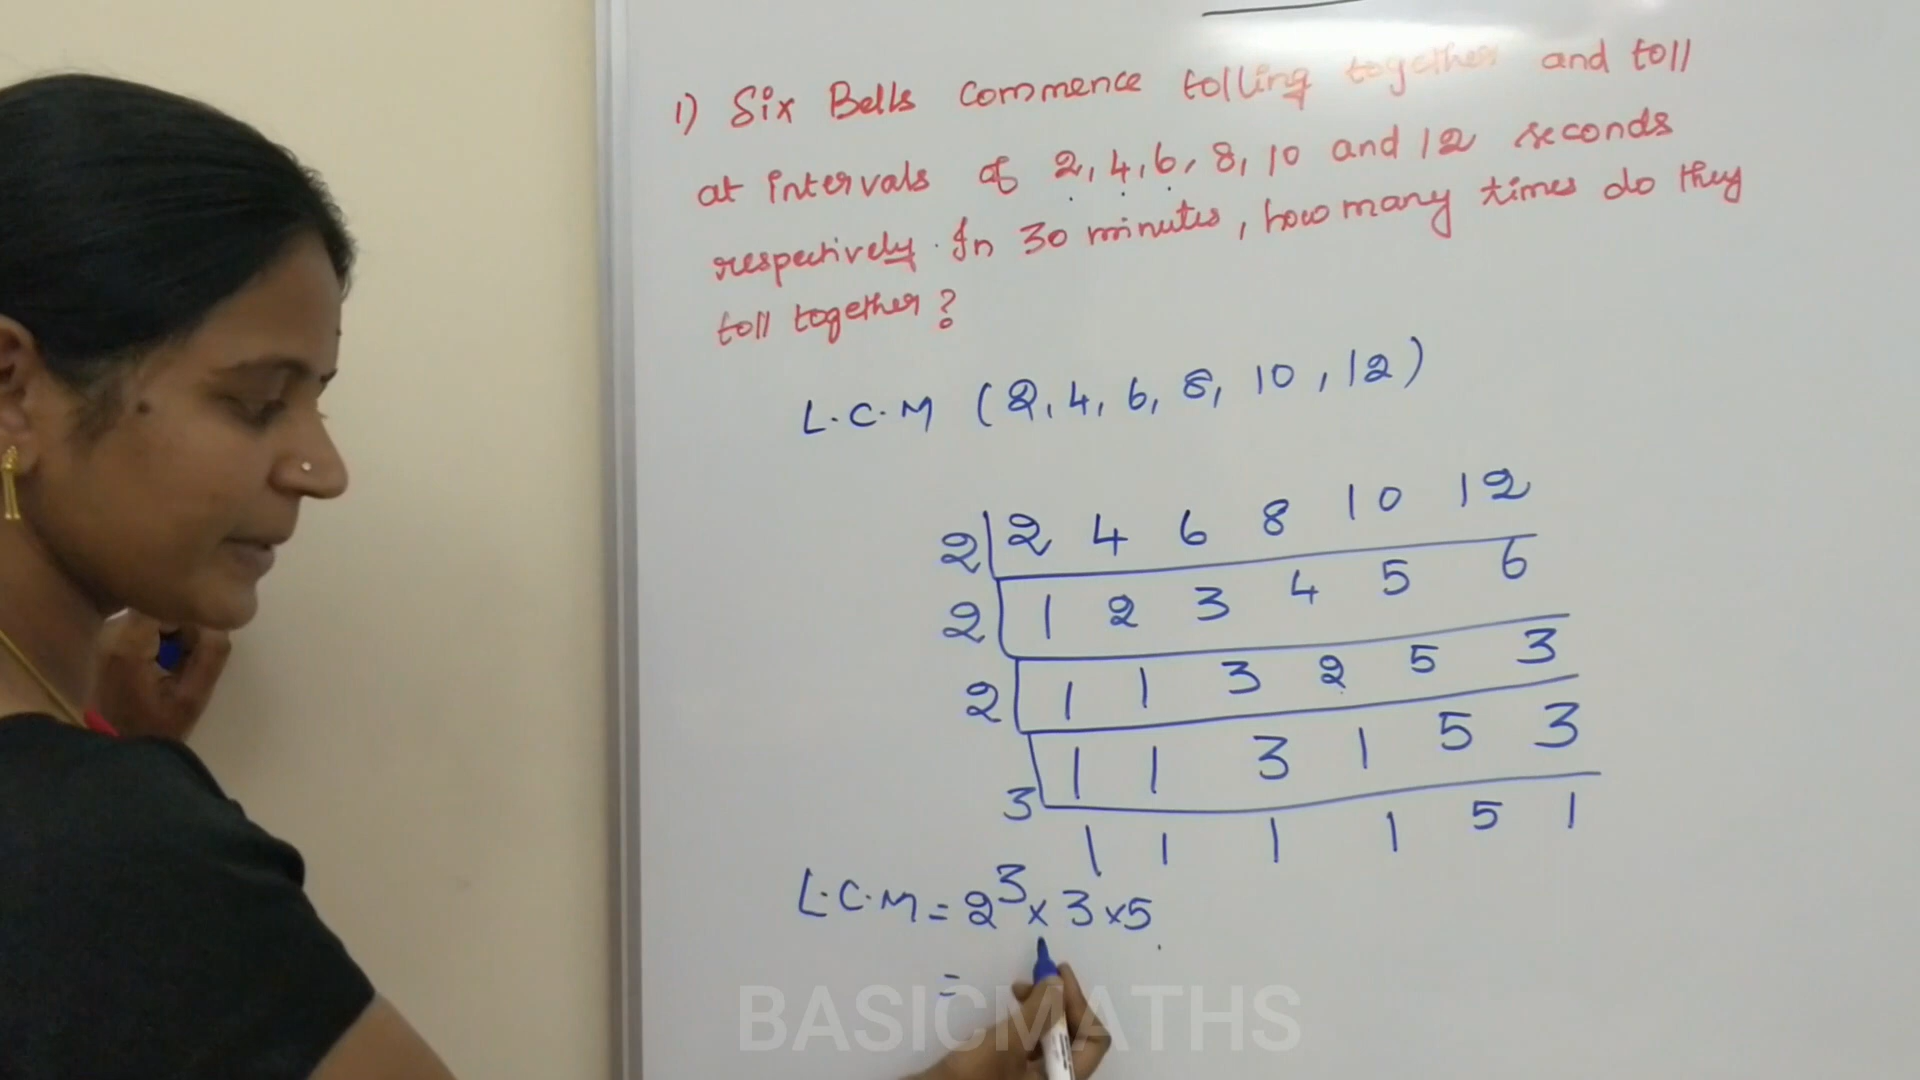 1) Six Bells commence tolling together and toll
at intervals of 2, 4, 6, 8, 10 and 12 seconds
respectively. In 30 minutes, how many times do they
toll together?
L.C.M (2, 4, 6, 8, 10, 12)
2 2 4 6 8 10 12
2 1 2 3 4 5 6
2 1 1 3 2 5 3
3 1 1 3 1 5 3
1 1 1 1 5 1
L.C.M = 2³ x 3 x 5
=
BASICMATHS